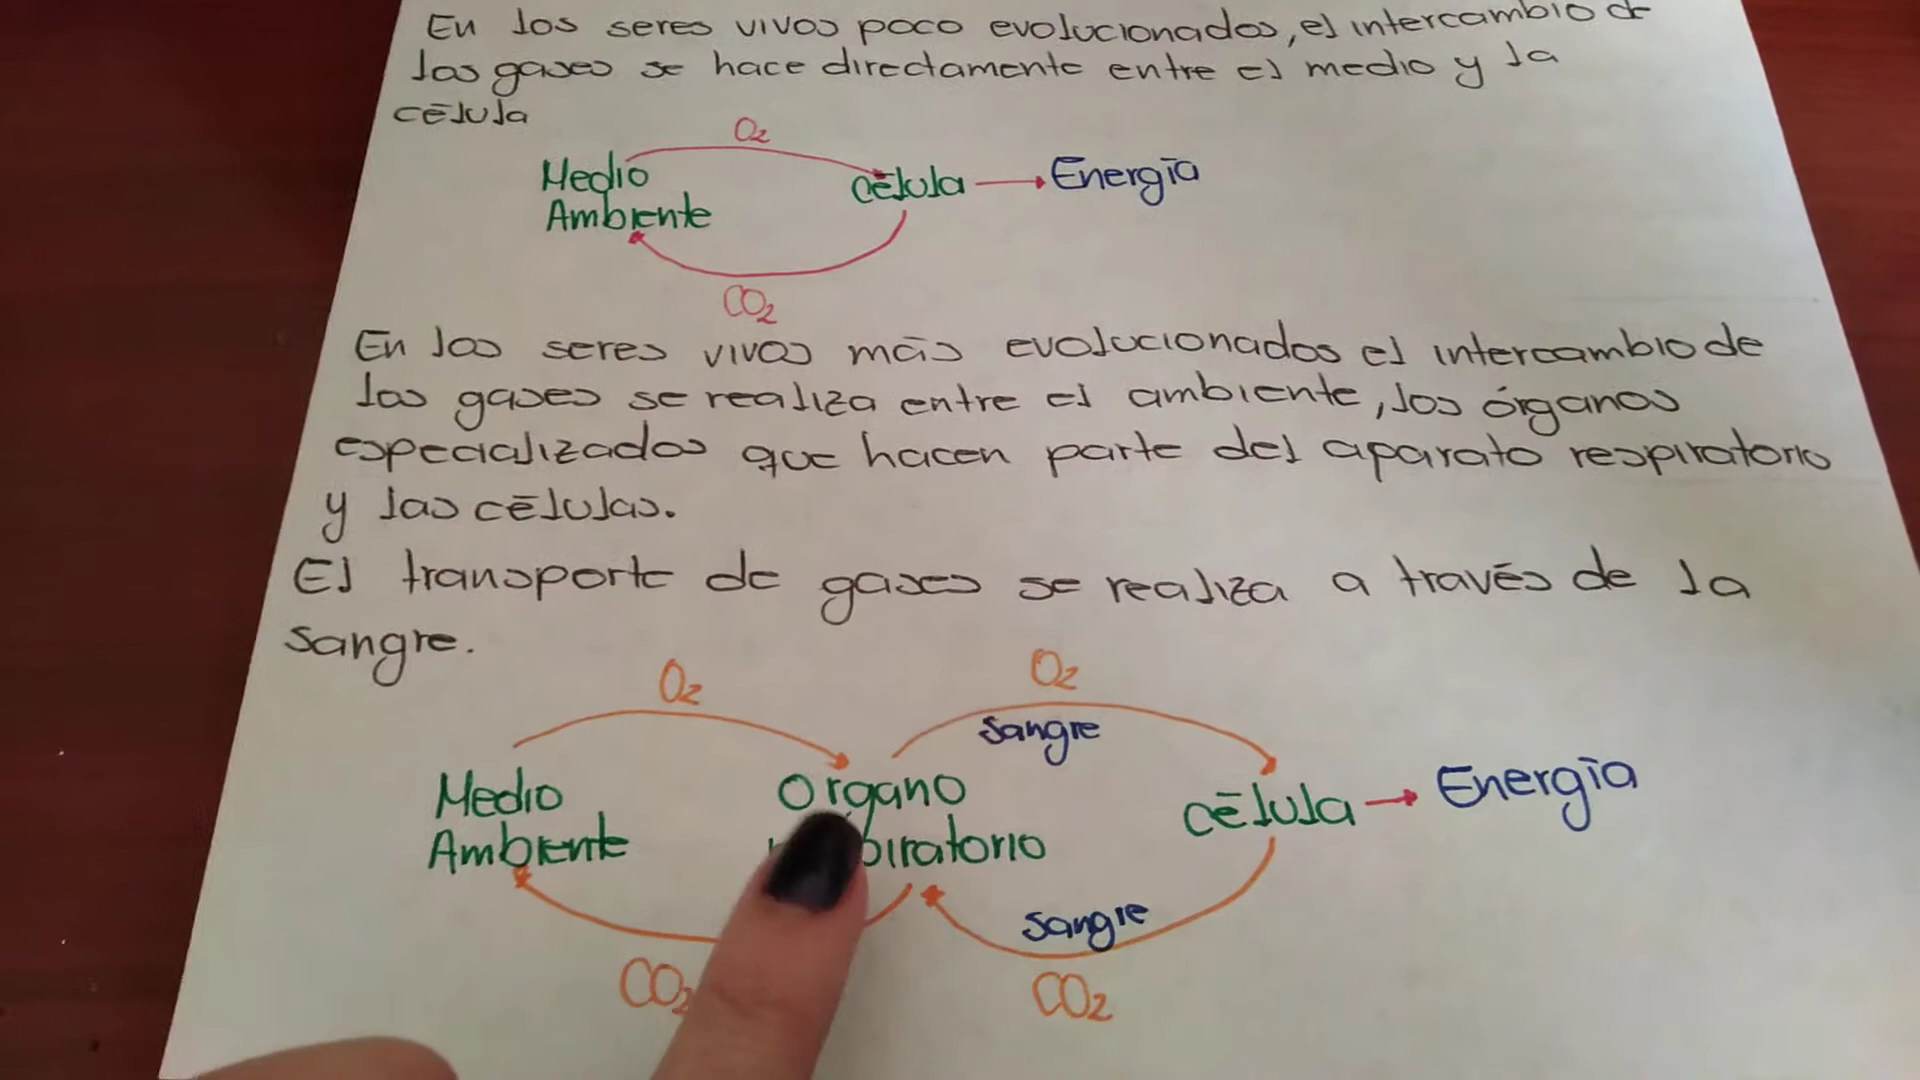 En los seres vivos poco evolucionados, el intercambio de
los gases se hace directamente entre el medio y la
célula
O2
Medio
Ambiente
célula → Energía
CO2
En los seres vivos más evolucionados el intercambio de
los gases se realiza entre el ambiente, los órganos
especializados que hacen parte del aparato respiratorio
y las células.
El transporte de gases se realiza a través de la
sangre.
O2
O2
sangre
Medio
Ambiente
Organo
célula → Energía
sangre
CO2
CO2